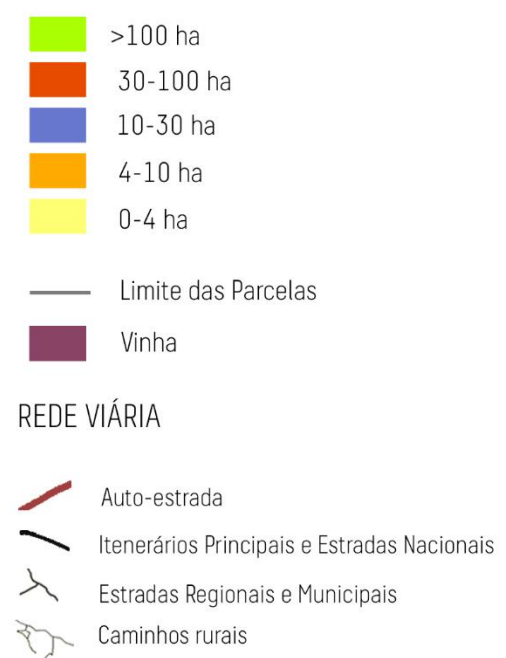 >100 ha
30-100 ha
10-30 ha
4-10 ha
0-4 ha
Limite das Parcelas
Vinha
REDE VIÁRIA
Auto-estrada
Itenerários Principais e Estradas Nacionais
Estradas Regionais e Municipais
Caminhos rurais